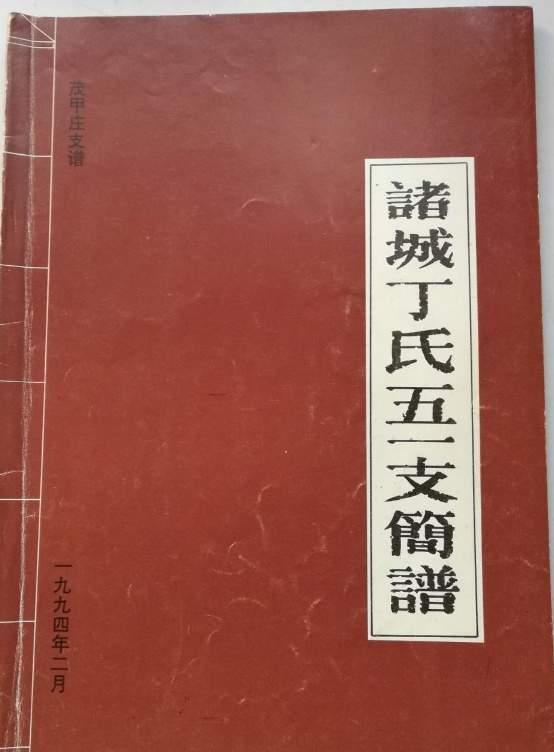 諸城丁氏五一支簡譜
茂甲庄支谱
一九九四年二月